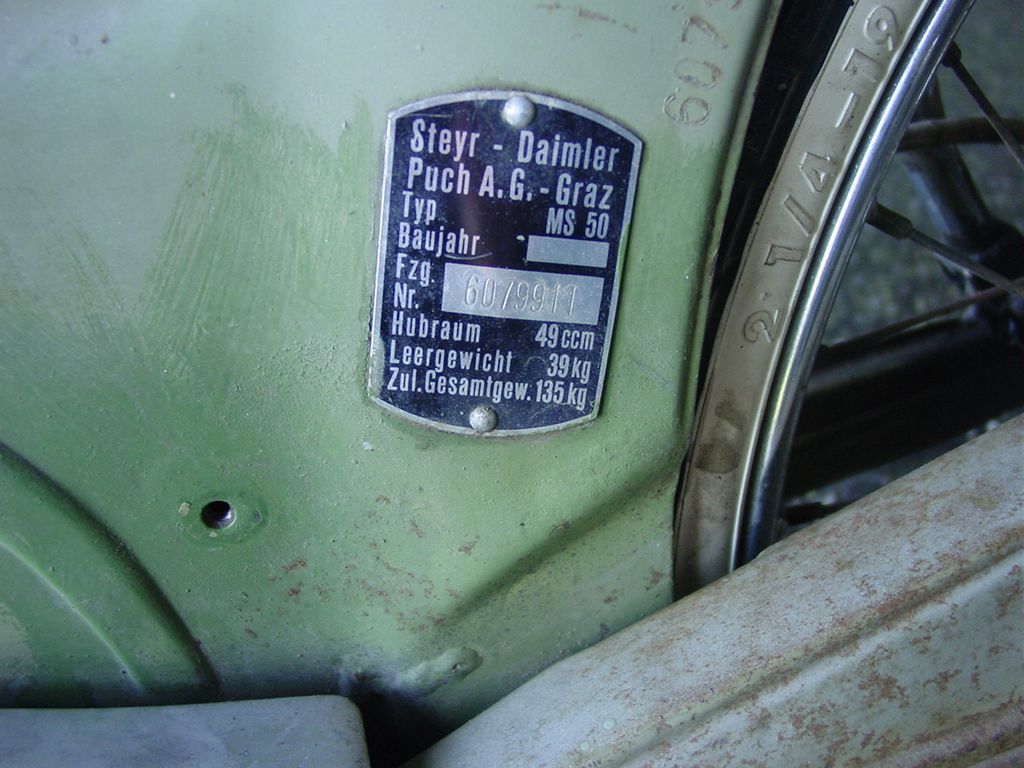 Steyr - Daimler
Puch A.G. - Graz
Typ MS 50
Baujahr
Fzg.
Nr. 6079911
Hubraum 49 ccm
Leergewicht 39 kg
Zul. Gesamtgew. 135 kg
607
2 1/4 - 19